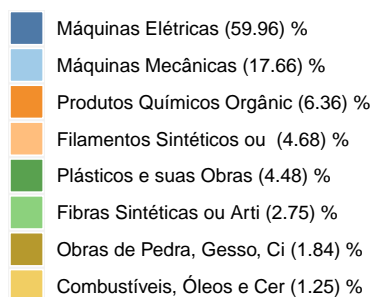 Máquinas Elétricas (59.96) %
Máquinas Mecânicas (17.66) %
Produtos Químicos Orgânic (6.36) %
Filamentos Sintéticos ou  (4.68) %
Plásticos e suas Obras (4.48) %
Fibras Sintéticas ou Arti (2.75) %
Obras de Pedra, Gesso, Ci (1.84) %
Combustíveis, Óleos e Cer (1.25) %